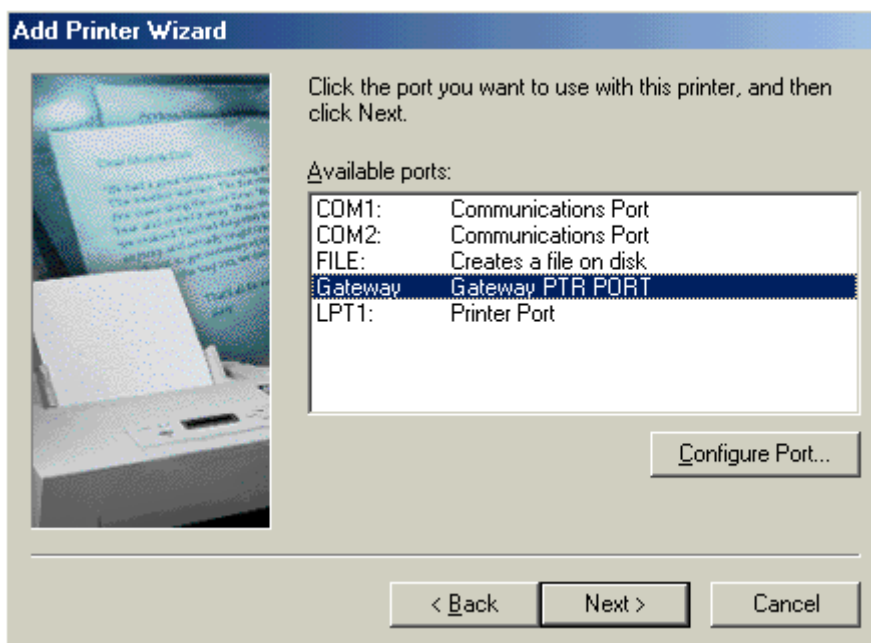 Add Printer Wizard
Click the port you want to use with this printer, and then
click Next.
Available ports:
COM1: Communications Port
COM2: Communications Port
FILE: Creates a file on disk
Gateway Gateway PTR PORT
LPT1: Printer Port
Configure Port...
< Back Next > Cancel